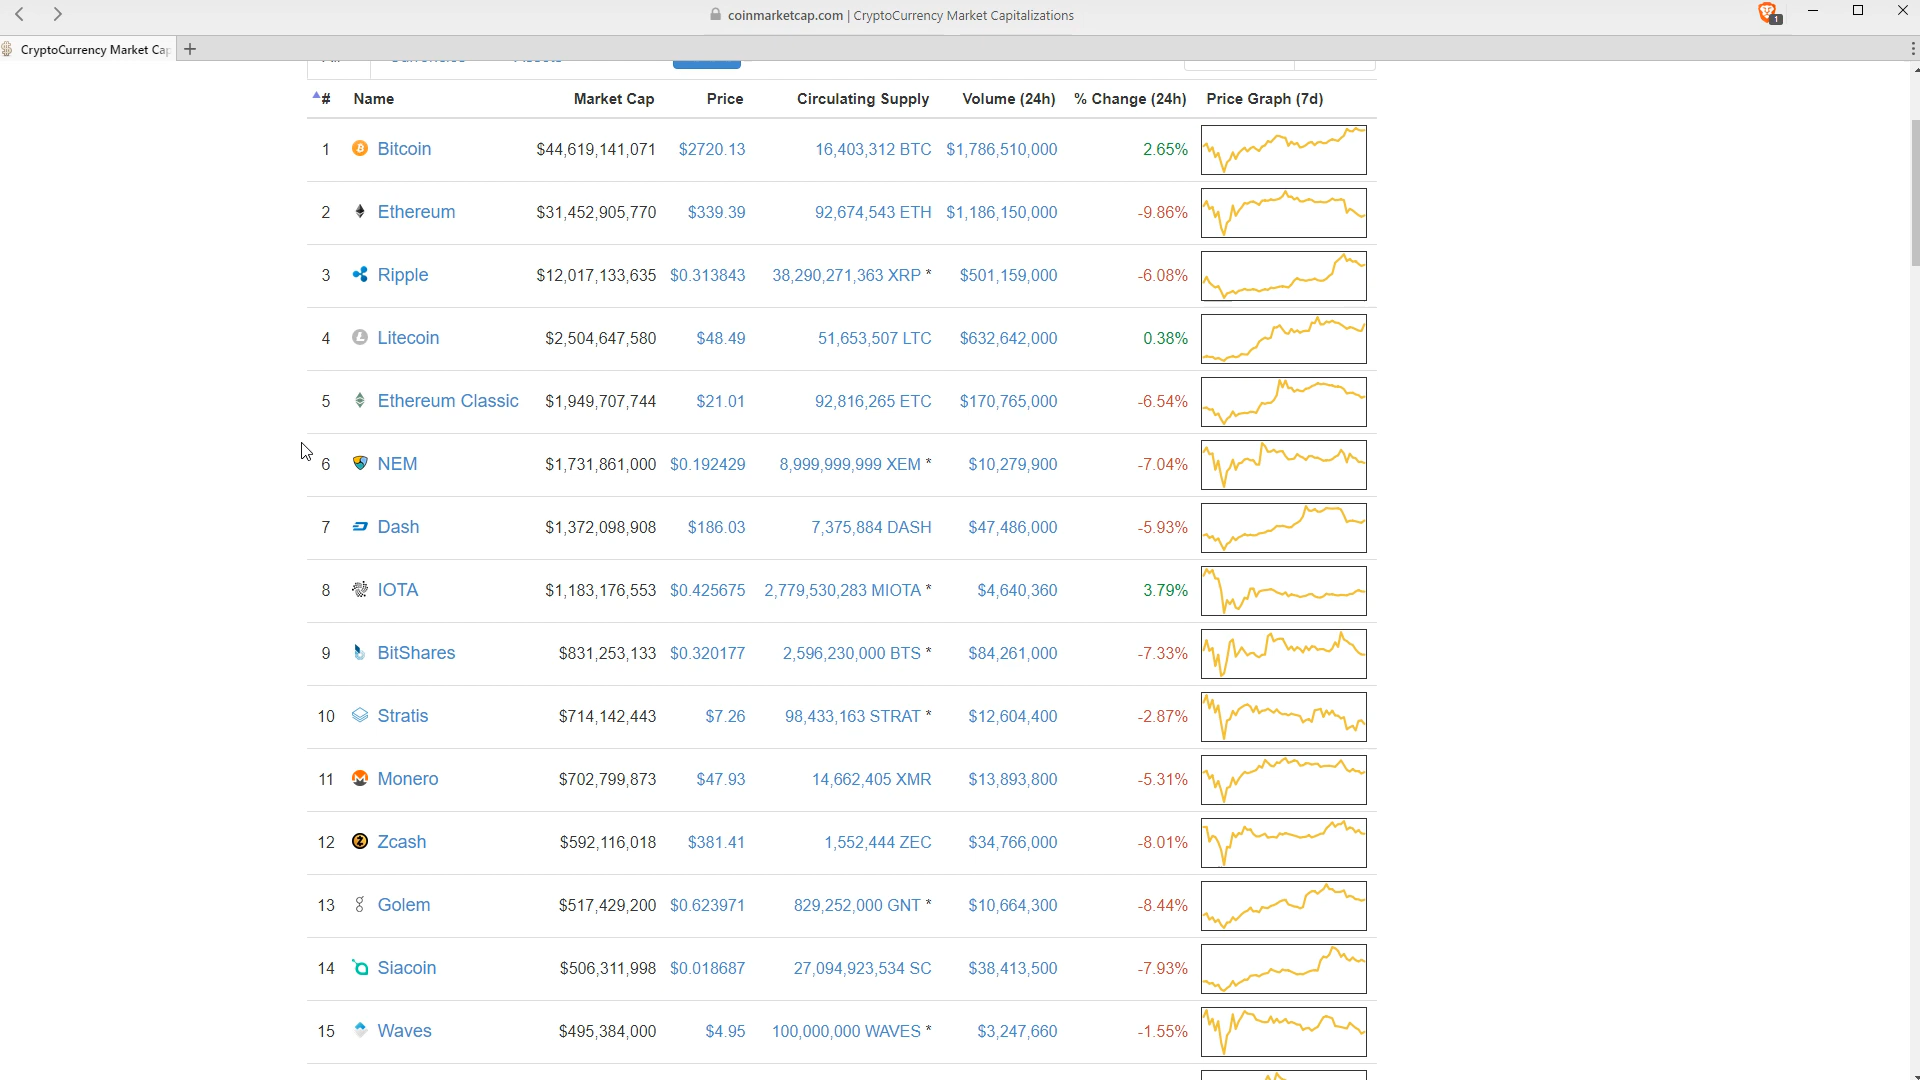 coinmarketcap.com | CryptoCurrency Market Capitalizations
1
CryptoCurrency Market Cap
# Name Market Cap Price Circulating Supply Volume (24h) % Change (24h) Price Graph (7d)
1 Bitcoin $44,619,141,071 $2720.13 16,403,312 BTC $1,786,510,000 2.65%
2 Ethereum $31,452,905,770 $339.39 92,674,543 ETH $1,186,150,000 -9.86%
3 Ripple $12,017,133,635 $0.313843 38,290,271,363 XRP * $501,159,000 -6.08%
4 Litecoin $2,504,647,580 $48.49 51,653,507 LTC $632,642,000 0.38%
5 Ethereum Classic $1,949,707,744 $21.01 92,816,265 ETC $170,765,000 -6.54%
6 NEM $1,731,861,000 $0.192429 8,999,999,999 XEM * $10,279,900 -7.04%
7 Dash $1,372,098,908 $186.03 7,375,884 DASH $47,486,000 -5.93%
8 IOTA $1,183,176,553 $0.425675 2,779,530,283 MIOTA * $4,640,360 3.79%
9 BitShares $831,253,133 $0.320177 2,596,230,000 BTS * $84,261,000 -7.33%
10 Stratis $714,142,443 $7.26 98,433,163 STRAT * $12,604,400 -2.87%
11 Monero $702,799,873 $47.93 14,662,405 XMR $13,893,800 -5.31%
12 Zcash $592,116,018 $381.41 1,552,444 ZEC $34,766,000 -8.01%
13 Golem $517,429,200 $0.623971 829,252,000 GNT * $10,664,300 -8.44%
14 Siacoin $506,311,998 $0.018687 27,094,923,534 SC $38,413,500 -7.93%
15 Waves $495,384,000 $4.95 100,000,000 WAVES * $3,247,660 -1.55%